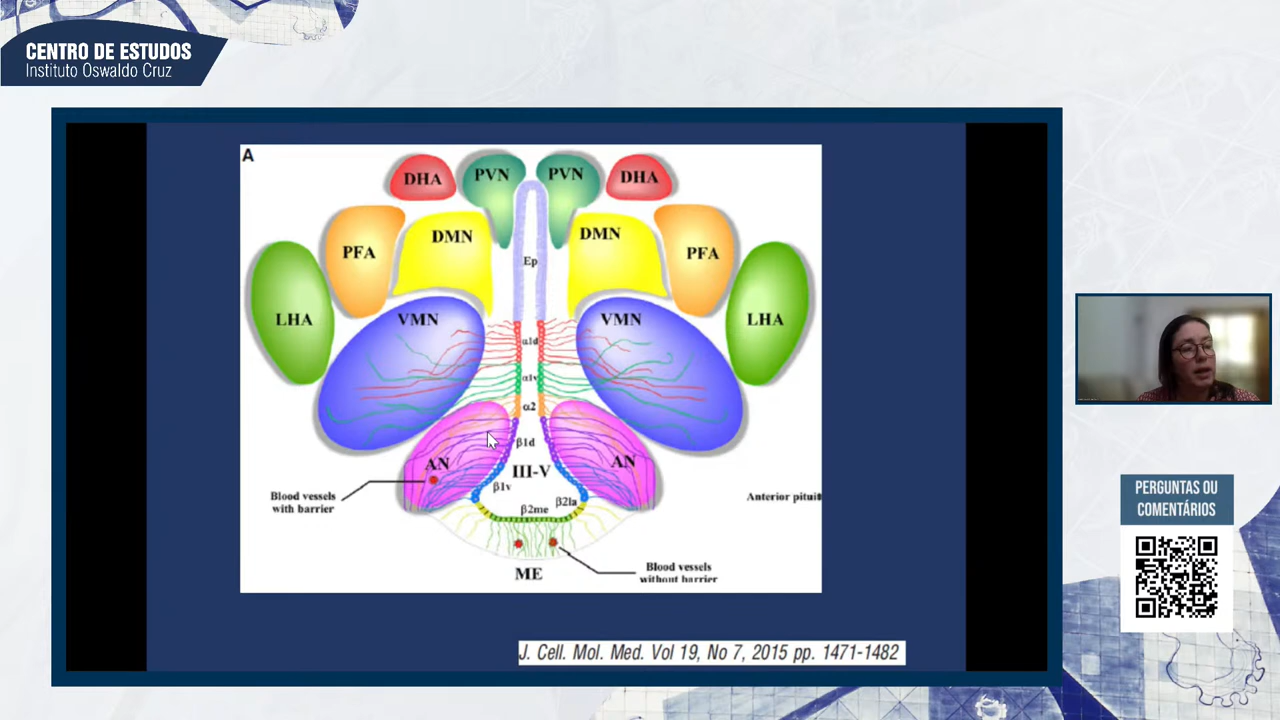 CENTRO DE ESTUDOS
Instituto Oswaldo Cruz
A
DHA PVN PVN DHA
PFA DMN DMN PFA
Ep
LHA VMN VMN LHA
α1d
α1v
α2
β1d
AN III-V AN
β1v
β2me β2la
Blood vessels
with barrier
Anterior
ME
Blood vessels
without barrier
J. Cell. Mol. Med. Vol 19, No 7, 2015 pp. 1471-1482
PERGUNTAS OU
COMENTÁRIOS